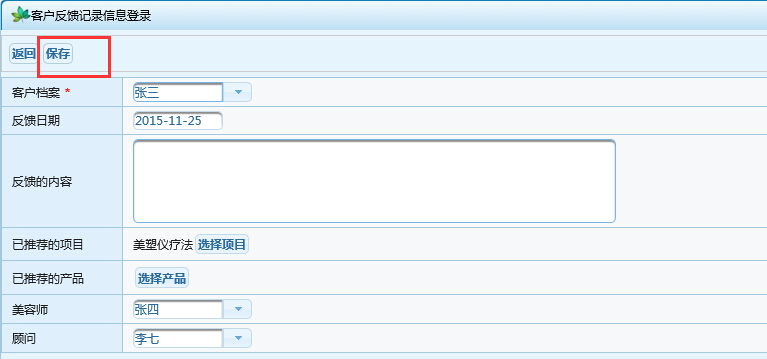 客户反馈记录信息登录
返回 保存
客户档案 * 张三
反馈日期 2015-11-25
反馈的内容
已推荐的项目 美塑仪疗法 选择项目
已推荐的产品 选择产品
美容师 张四
顾问 李七